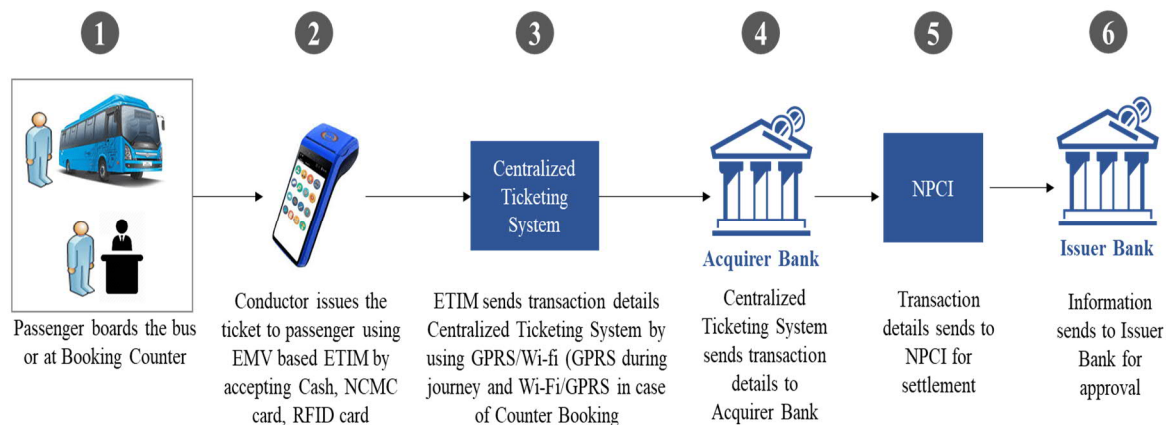 1
2
3
4
5
6
Centralized
Ticketing
System
NPCI
Acquirer Bank
Issuer Bank
Passenger boards the bus
or at Booking Counter
Conductor issues the
ticket to passenger using
EMV based ETIM by
accepting Cash, NCMC
card, RFID card
ETIM sends transaction details
Centralized Ticketing System by
using GPRS/Wi-fi (GPRS during
journey and Wi-Fi/GPRS in case
of Counter Booking
Centralized
Ticketing System
sends transaction
details to
Acquirer Bank
Transaction
details sends to
NPCI for
settlement
Information
sends to Issuer
Bank for
approval